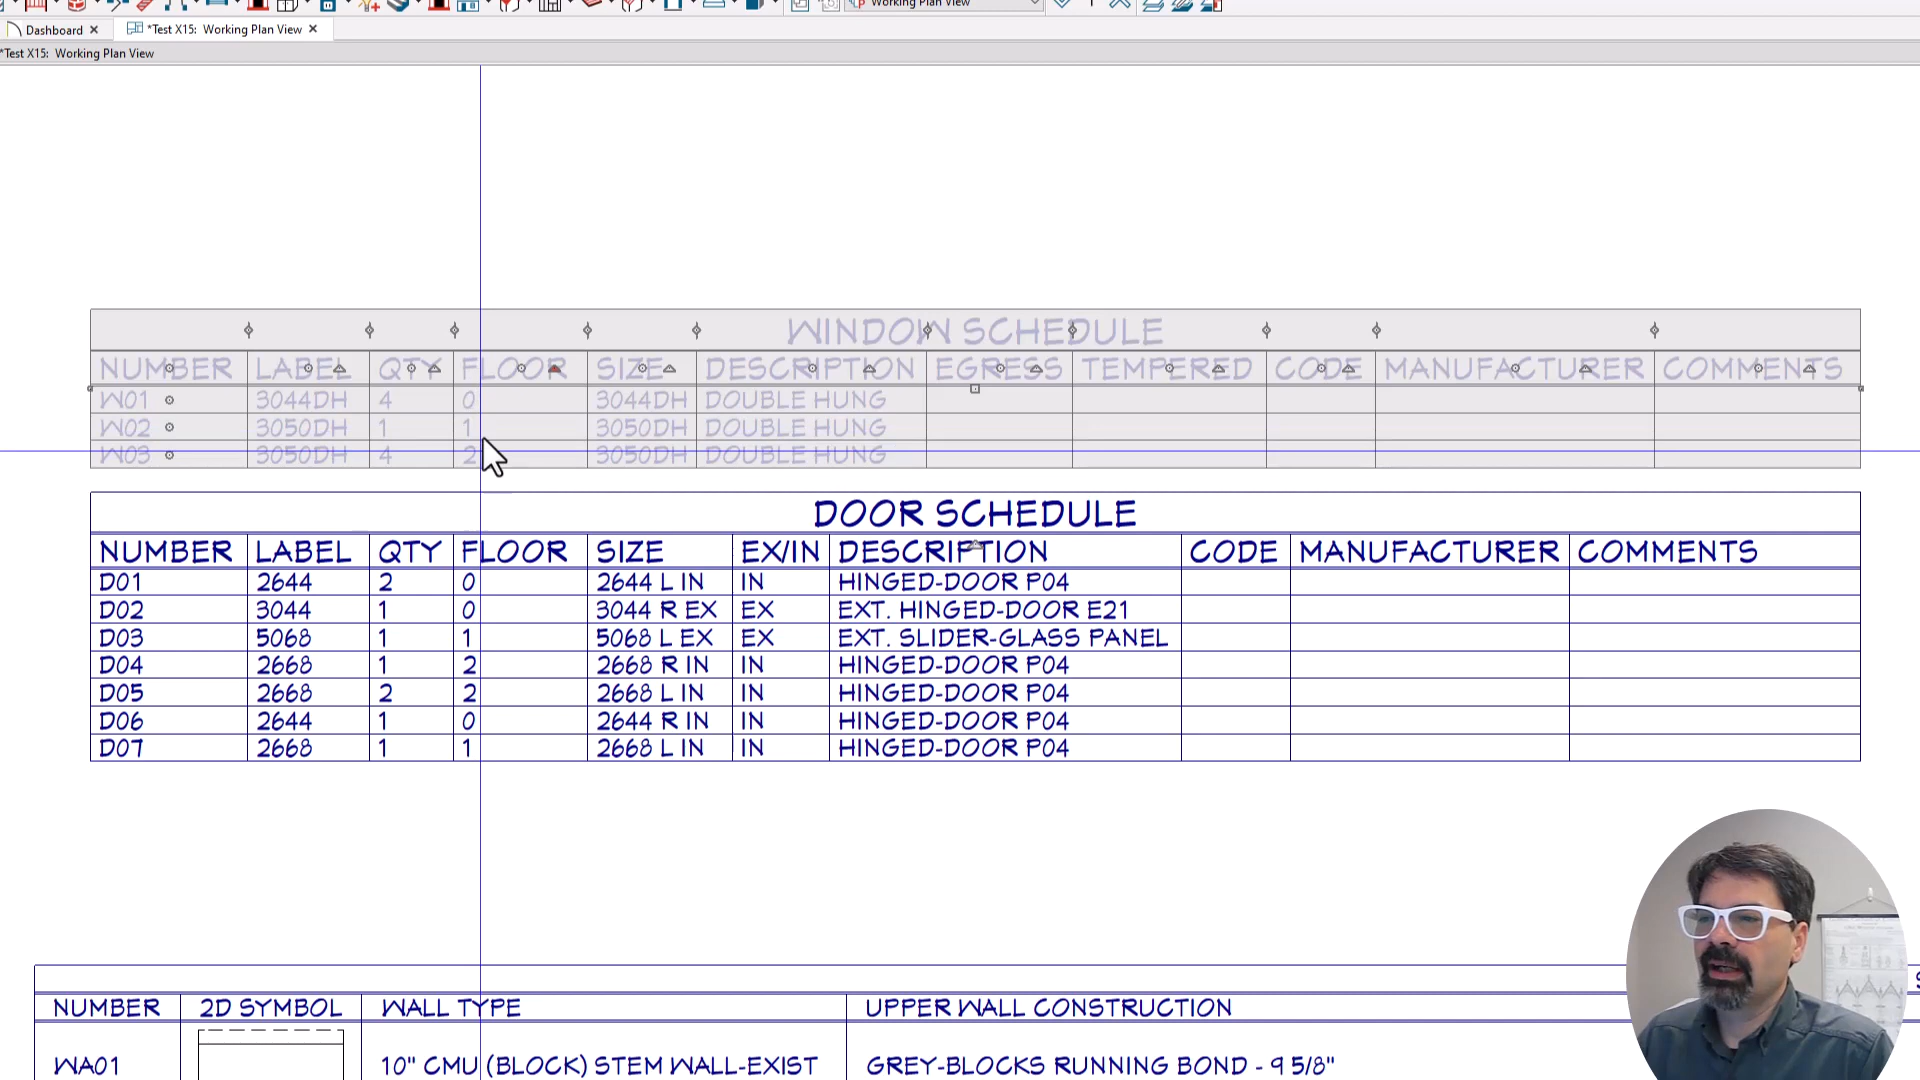 Working Plan View
Dashboard
*Test X15: Working Plan View
*Test X15: Working Plan View
WINDOW SCHEDULE
NUMBER LABEL QTY FLOOR SIZE DESCRIPTION EGRESS TEMPERED CODE MANUFACTURER COMMENTS
W01 3044DH 4 0 3044DH DOUBLE HUNG
W02 3050DH 1 1 3050DH DOUBLE HUNG
W03 3050DH 4 2 3050DH DOUBLE HUNG
DOOR SCHEDULE
NUMBER LABEL QTY FLOOR SIZE EX/IN DESCRIPTION CODE MANUFACTURER COMMENTS
D01 2644 2 0 2644 L IN IN HINGED-DOOR P04
D02 3044 1 0 3044 R EX EX EXT. HINGED-DOOR E21
D03 5068 1 1 5068 L EX EX EXT. SLIDER-GLASS PANEL
D04 2668 1 2 2668 R IN IN HINGED-DOOR P04
D05 2668 2 2 2668 L IN IN HINGED-DOOR P04
D06 2644 1 0 2644 R IN IN HINGED-DOOR P04
D07 2668 1 1 2668 L IN IN HINGED-DOOR P04
NUMBER 2D SYMBOL WALL TYPE UPPER WALL CONSTRUCTION
WA01 10" CMU (BLOCK) STEM WALL-EXIST GREY-BLOCKS RUNNING BOND - 9 5/8"